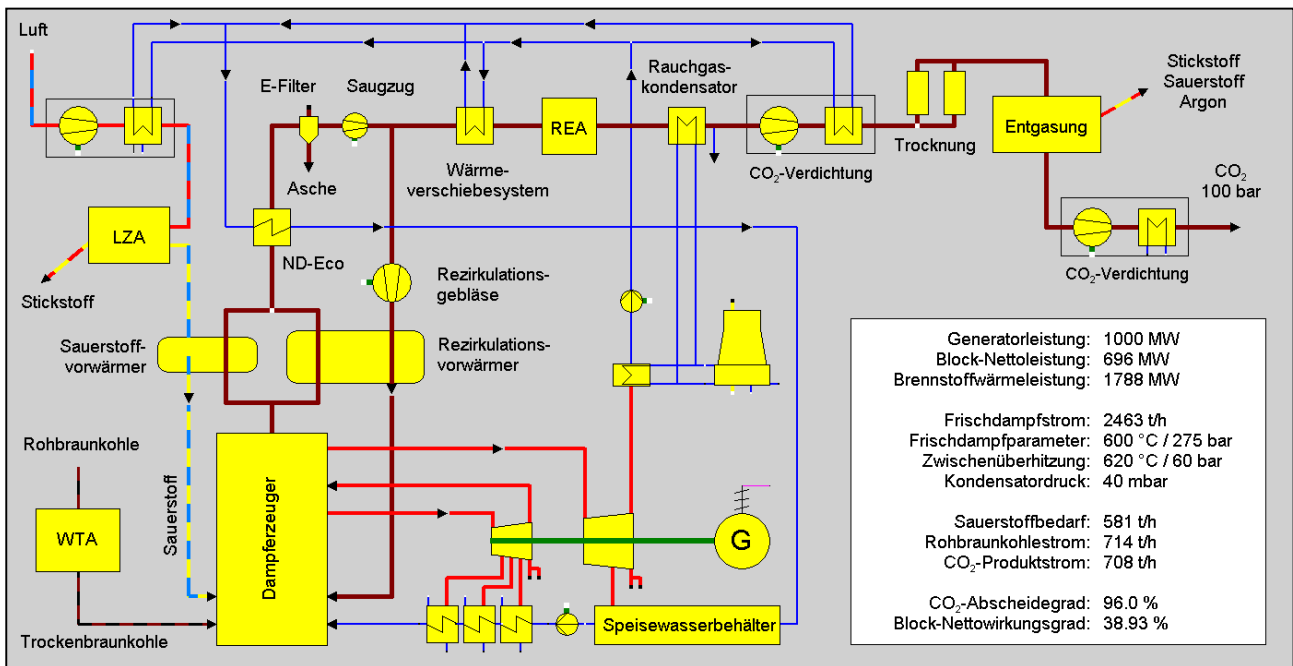 Luft
E-Filter
Saugzug
Rauchgas-
kondensator
Stickstoff
Sauerstoff
Argon
REA
Entgasung
Asche
Wärme-
verschiebesystem
CO₂-Verdichtung
Trocknung
CO₂
100 bar
LZA
ND-Eco
Stickstoff
Rezirkulations-
gebläse
CO₂-Verdichtung
Sauerstoff-
vorwärmer
Rezirkulations-
vorwärmer
Rohbraunkohle
WTA
Sauerstoff
Dampferzeuger
G
Trockenbraunkohle
Speisewasserbehälter
Generatorleistung: 1000 MW
Block-Nettoleistung: 696 MW
Brennstoffwärmeleistung: 1788 MW
Frischdampfstrom: 2463 t/h
Frischdampfparameter: 600 °C / 275 bar
Zwischenüberhitzung: 620 °C / 60 bar
Kondensatordruck: 40 mbar
Sauerstoffbedarf: 581 t/h
Rohbraunkohlestrom: 714 t/h
CO₂-Produktstrom: 708 t/h
CO₂-Abscheidegrad: 96.0 %
Block-Nettowirkungsgrad: 38.93 %